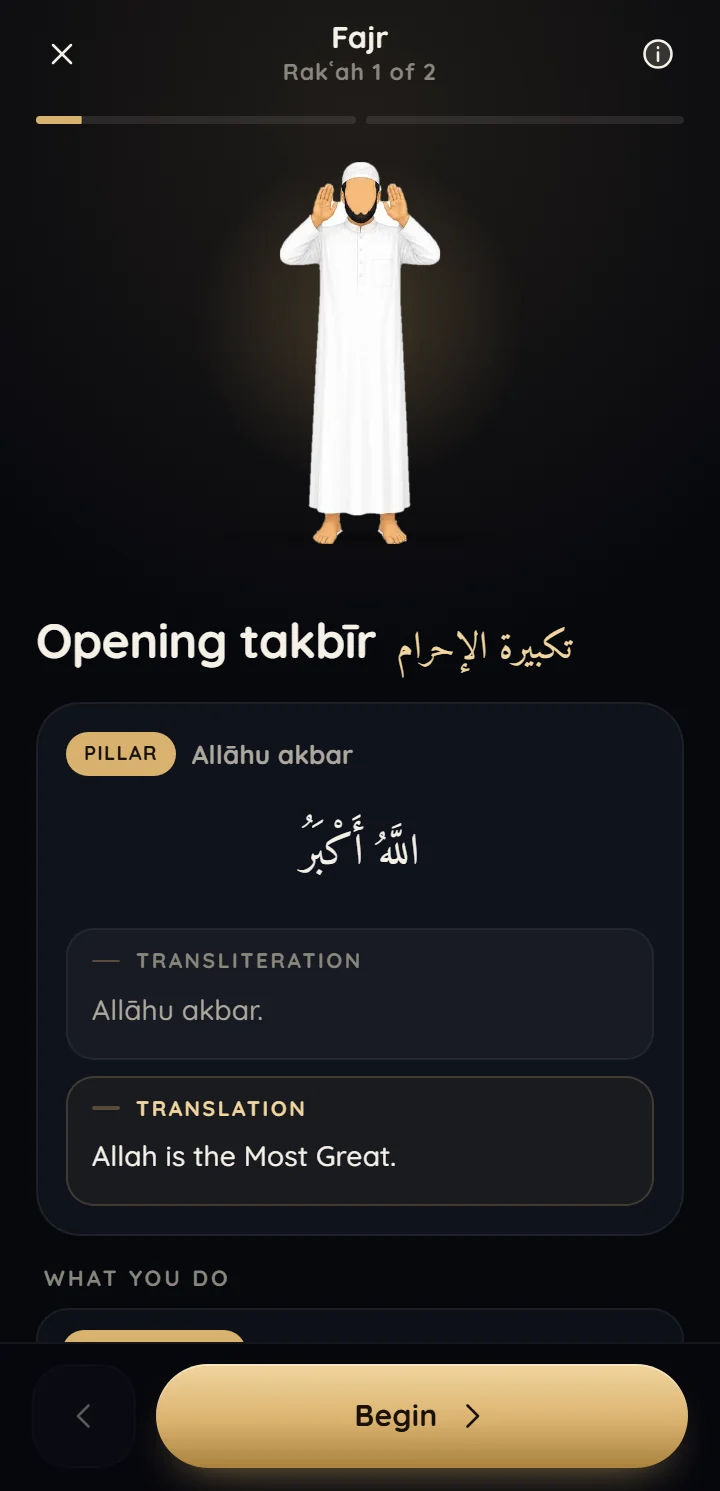 Fajr
Rakʿah 1 of 2
Opening takbīr تكبيرة الإحرام
PILLAR Allāhu akbar
اللَّهُ أَكْبَرُ
TRANSLITERATION
Allāhu akbar.
TRANSLATION
Allah is the Most Great.
WHAT YOU DO
Begin